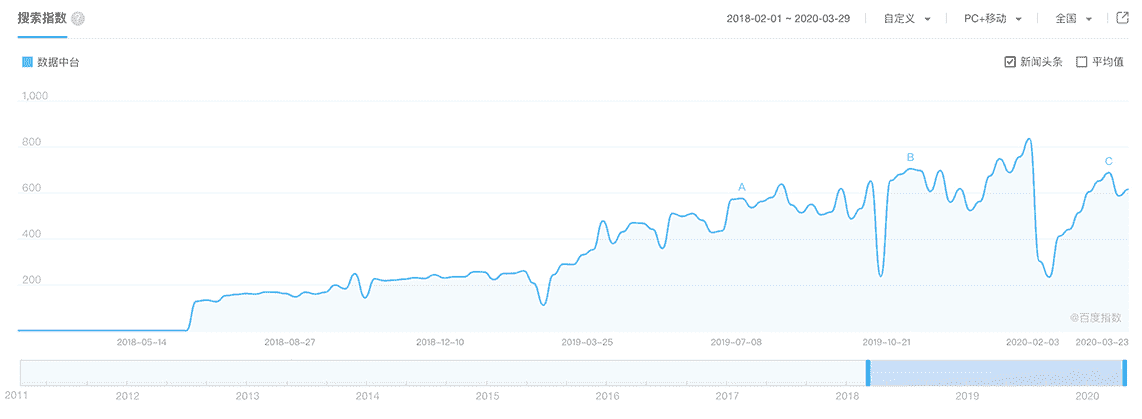 搜索指数 ? 2018-02-01 ~ 2020-03-29 自定义 PC+移动 全国
数据中台 新闻头条 平均值
1,000
800
600
400
200
A
B
C
@百度指数
2018-05-14 2018-08-27 2018-12-10 2019-03-25 2019-07-08 2019-10-21 2020-02-03 2020-03-23
2011 2012 2013 2014 2015 2016 2017 2018 2019 2020